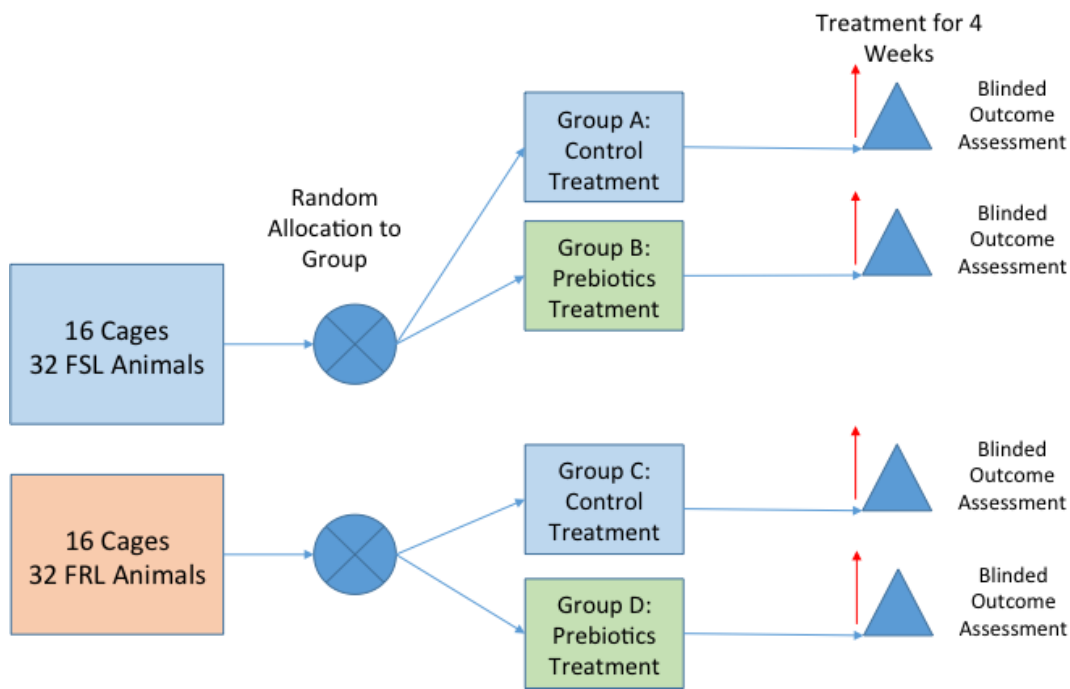 Treatment for 4
Weeks
Blinded
Outcome
Assessment
Group A:
Control
Treatment
Random
Allocation to
Group
Group B:
Prebiotics
Treatment
Blinded
Outcome
Assessment
16 Cages
32 FSL Animals
Group C:
Control
Treatment
Blinded
Outcome
Assessment
16 Cages
32 FRL Animals
Group D:
Prebiotics
Treatment
Blinded
Outcome
Assessment